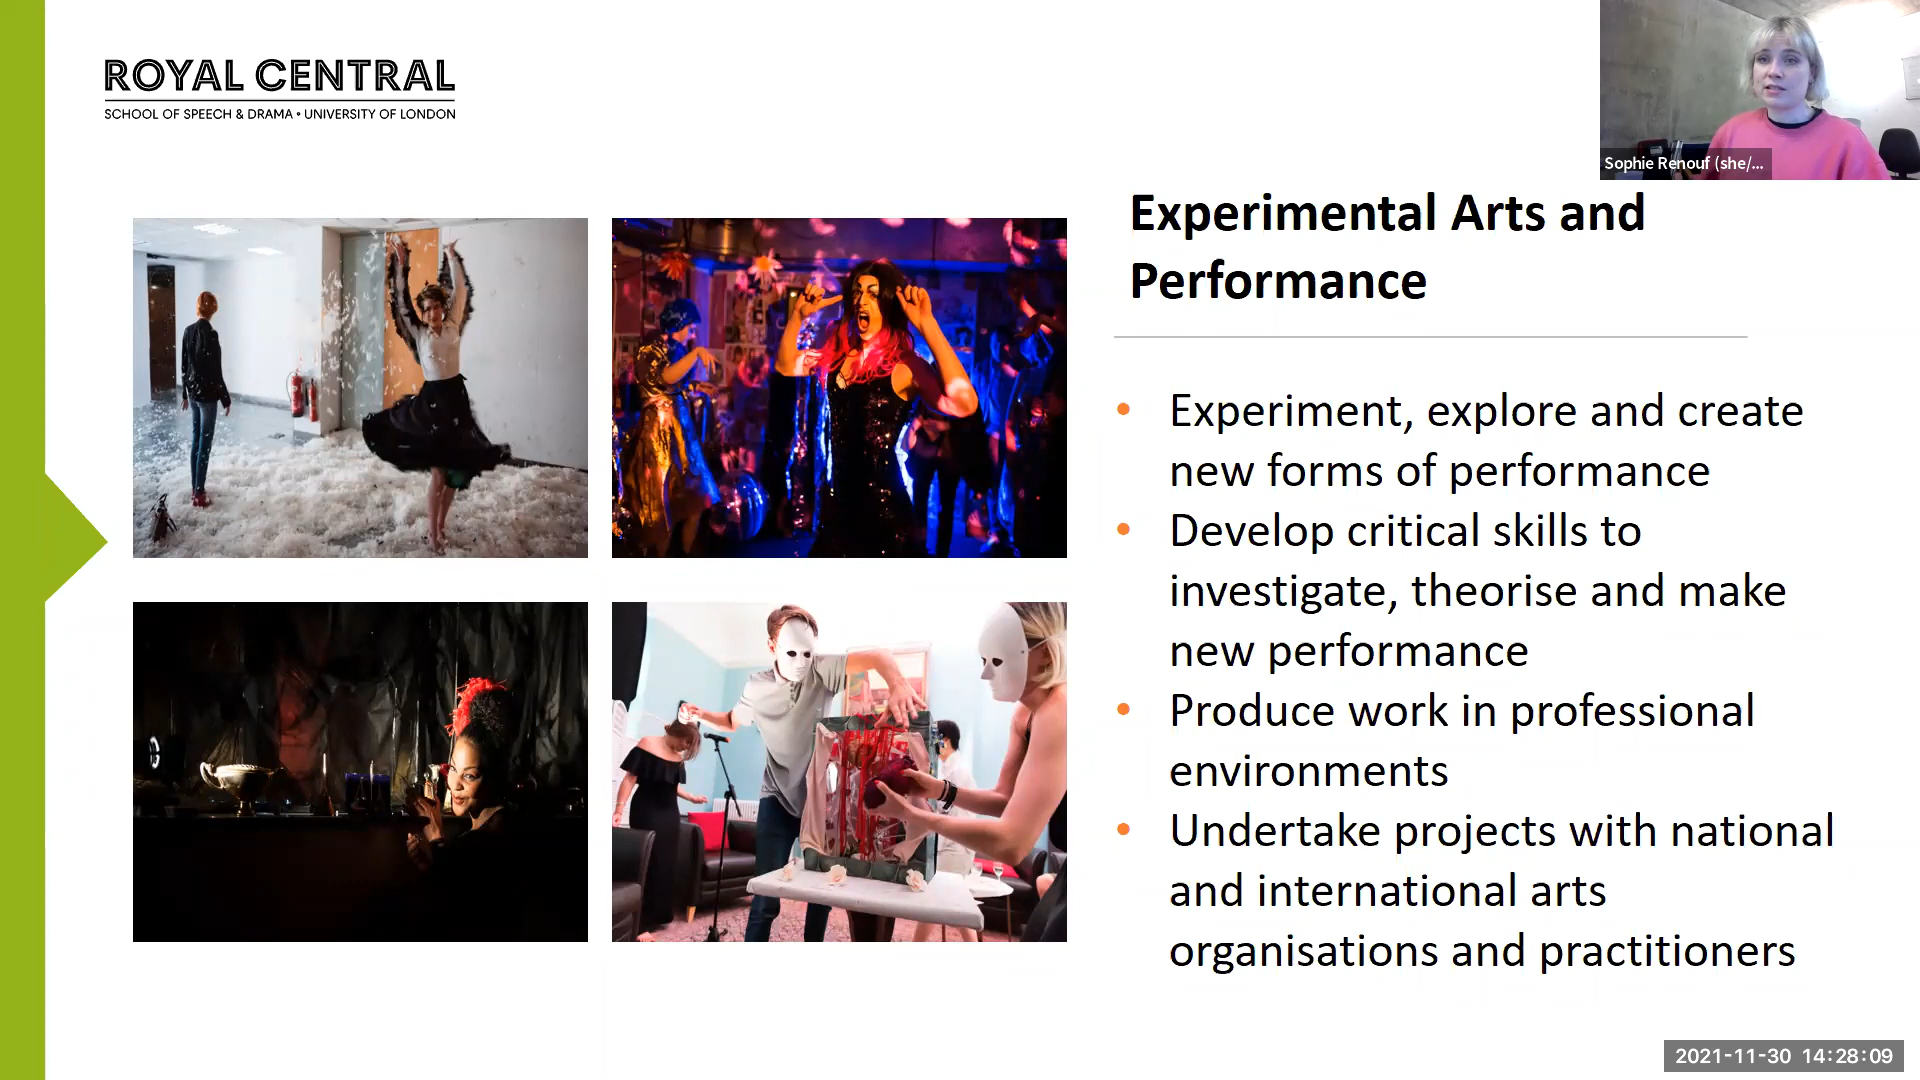 ROYAL CENTRAL
SCHOOL OF SPEECH & DRAMA • UNIVERSITY OF LONDON
Sophie Renouf (she/...
Experimental Arts and
Performance
• Experiment, explore and create
new forms of performance
• Develop critical skills to
investigate, theorise and make
new performance
• Produce work in professional
environments
• Undertake projects with national
and international arts
organisations and practitioners
2021-11-30 14:28:09